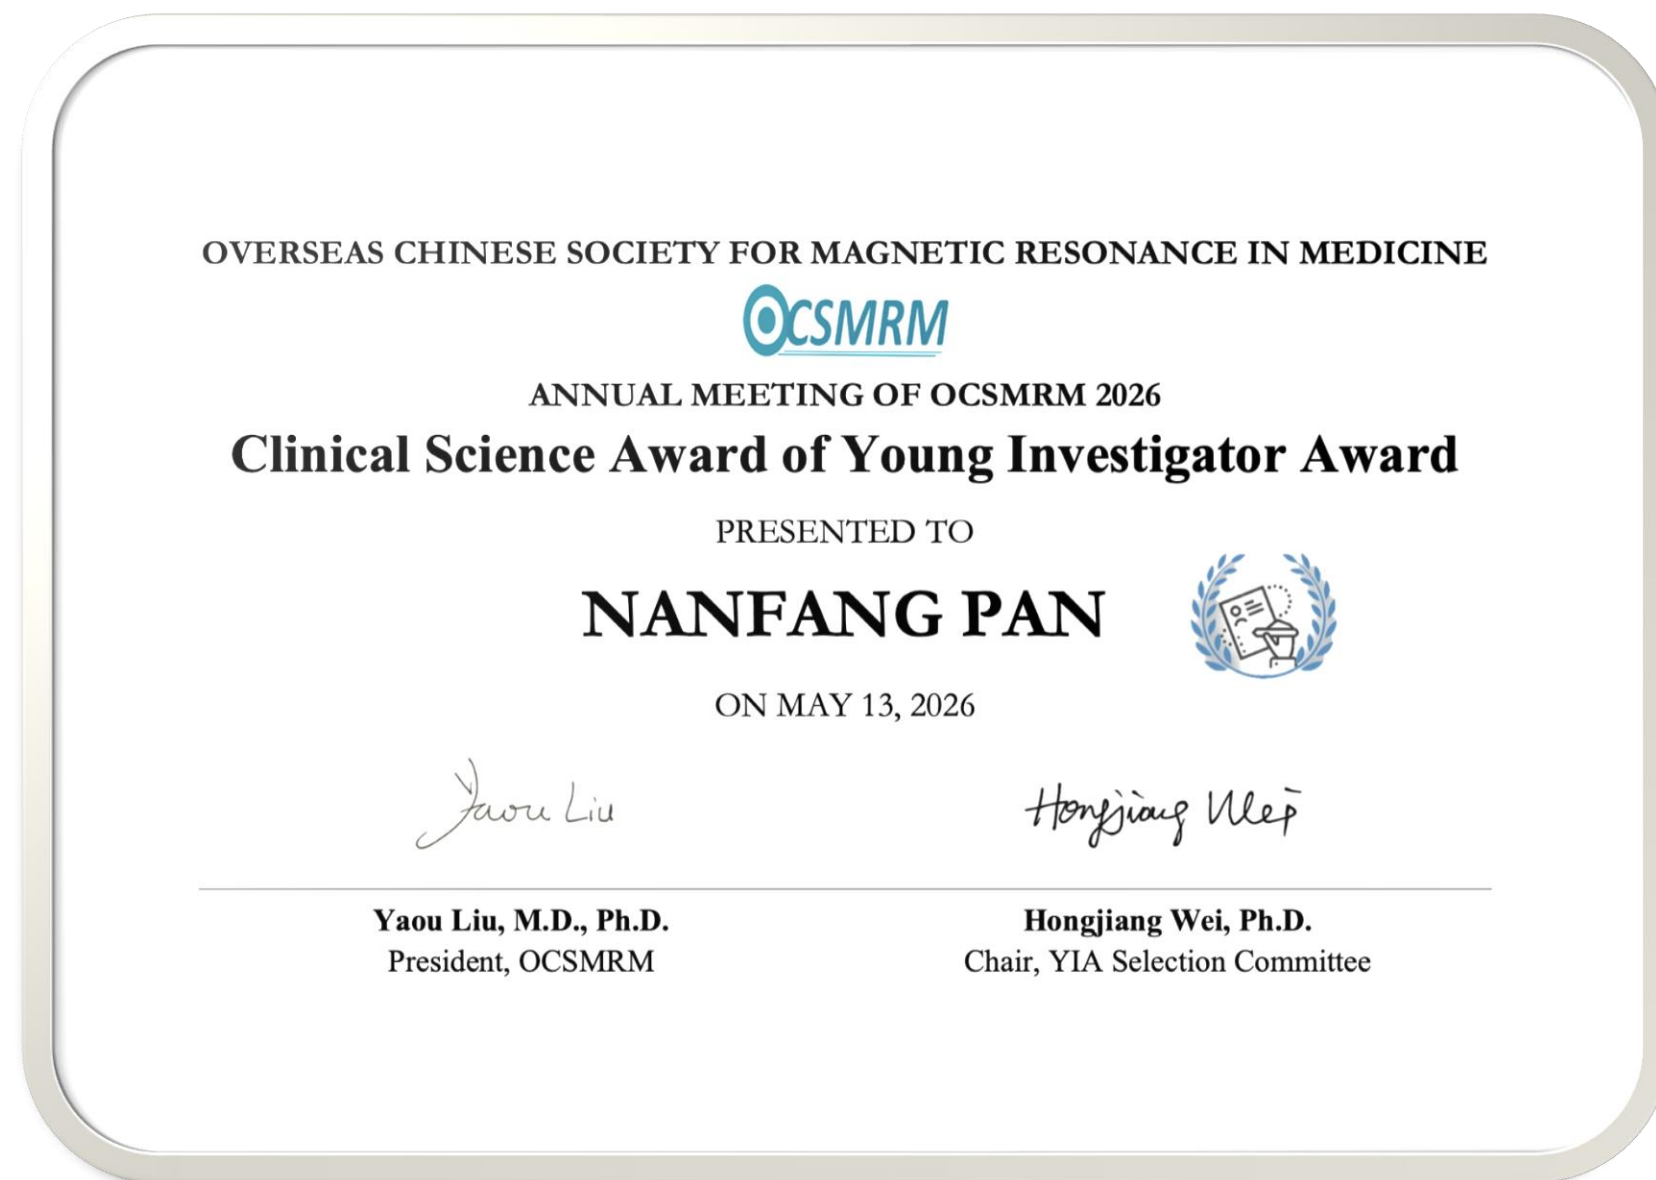 OVERSEAS CHINESE SOCIETY FOR MAGNETIC RESONANCE IN MEDICINE
OCSMRM
ANNUAL MEETING OF OCSMRM 2026
Clinical Science Award of Young Investigator Award
PRESENTED TO
NANFANG PAN
ON MAY 13, 2026
Yaou Liu
Hongjiang Wei
Yaou Liu, M.D., Ph.D.
President, OCSMRM
Hongjiang Wei, Ph.D.
Chair, YIA Selection Committee